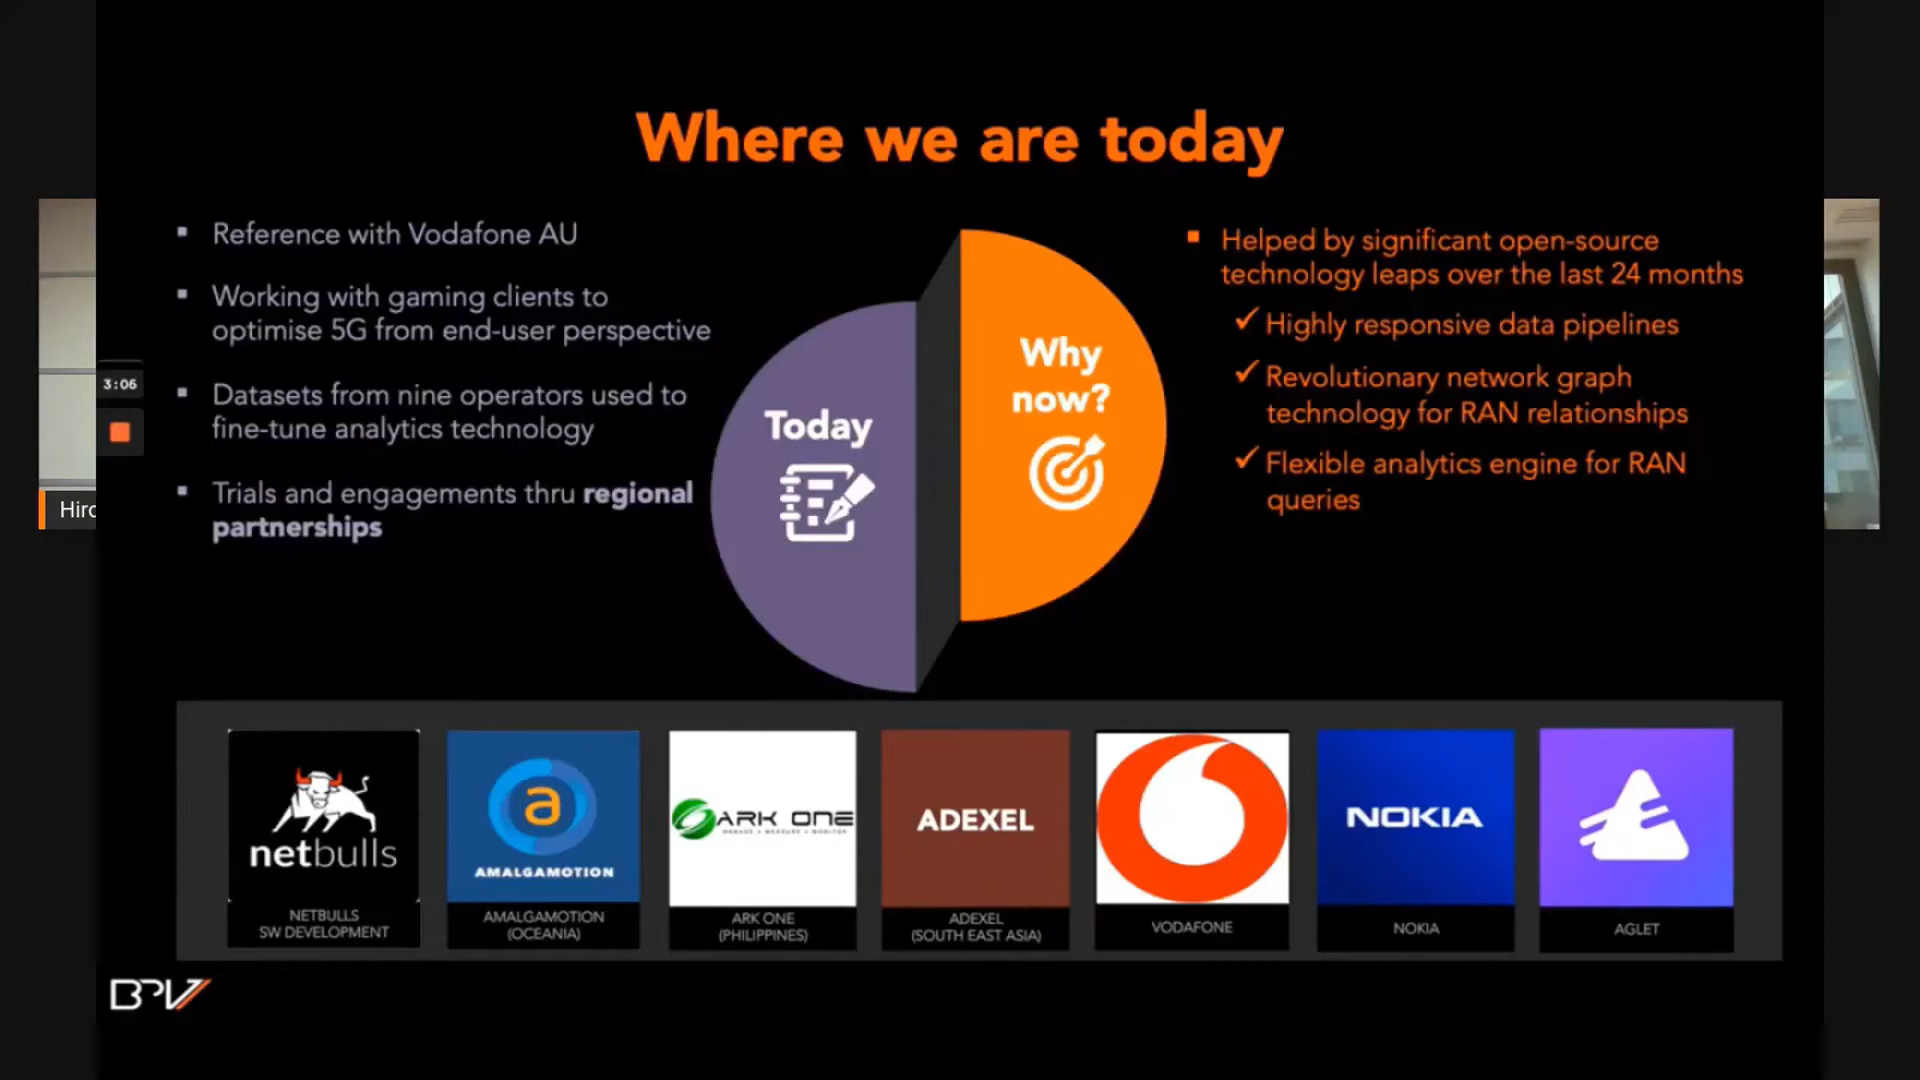 Where we are today
Reference with Vodafone AU
Working with gaming clients to
optimise 5G from end-user perspective
Datasets from nine operators used to
fine-tune analytics technology
Trials and engagements thru regional
partnerships
Today
Why
now?
Helped by significant open-source
technology leaps over the last 24 months
Highly responsive data pipelines
Revolutionary network graph
technology for RAN relationships
Flexible analytics engine for RAN
queries
3:06
Hiro
netbulls
NETBULLS
SW DEVELOPMENT
a
AMALGAMOTION
AMALGAMOTION
(OCEANIA)
ARK ONE
MANAGE • MEASURE • MONITOR
ARK ONE
(PHILIPPINES)
ADEXEL
ADEXEL
(SOUTH EAST ASIA)
VODAFONE
NOKIA
NOKIA
AGLET
BPV